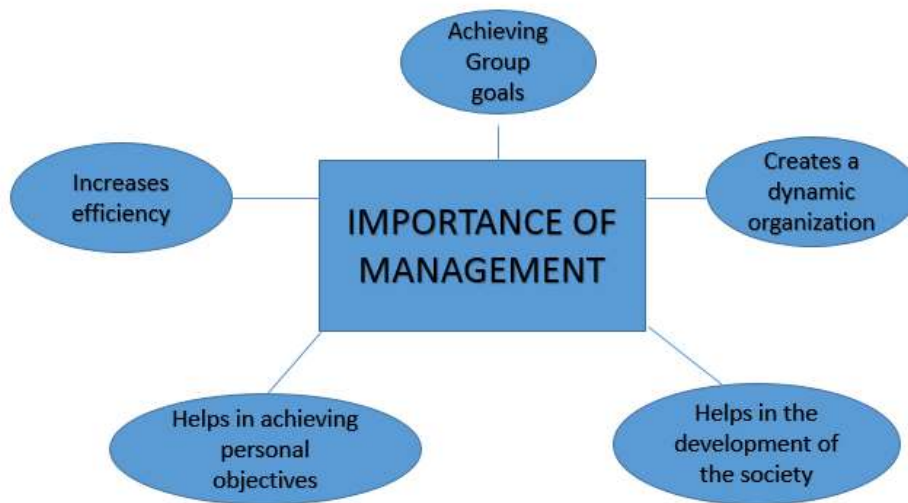 Achieving
Group
goals
Increases
efficiency
Creates a
dynamic
organization
IMPORTANCE OF
MANAGEMENT
Helps in achieving
personal
objectives
Helps in the
development of
the society